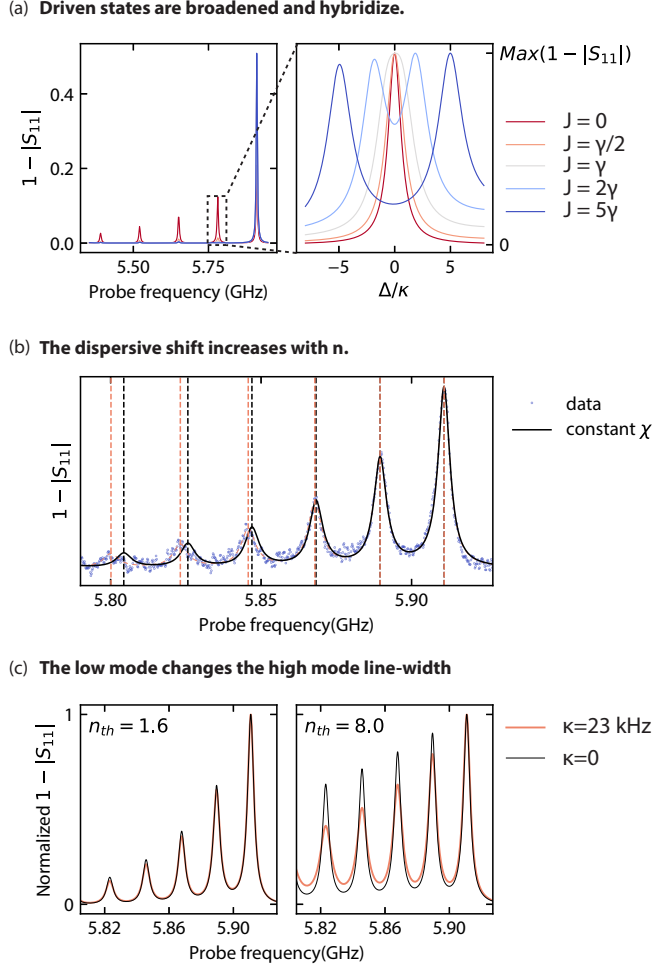 (a) Driven states are broadened and hybridize.
Max(1 − |S11|)
0.4
0.2
0.0
1 − |S11|
5.50
5.75
Probe frequency (GHz)
−5
0
5
Δ/κ
0
J = 0
J = γ/2
J = γ
J = 2γ
J = 5γ
(b) The dispersive shift increases with n.
1 − |S11|
data
constant χ
5.80
5.85
5.90
Probe frequency(GHz)
(c) The low mode changes the high mode line-width
Normalized 1 − |S11|
1
0
nth = 1.6
nth = 8.0
κ=23 kHz
κ=0
5.82
5.86
5.90
5.82
5.86
5.90
Probe frequency(GHz)